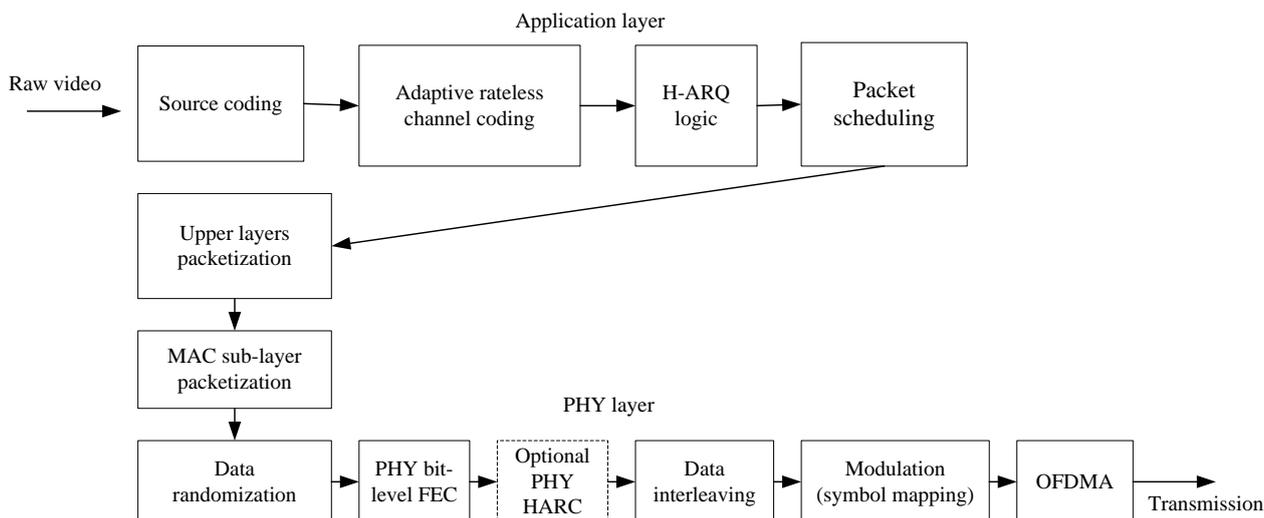 Application layer
Raw video
Source coding
Adaptive rateless
channel coding
H-ARQ
logic
Packet
scheduling
Upper layers
packetization
MAC sub-layer
packetization
PHY layer
Data
randomization
PHY bit-
level FEC
Optional
PHY
HARC
Data
interleaving
Modulation
(symbol mapping)
OFDMA
Transmission